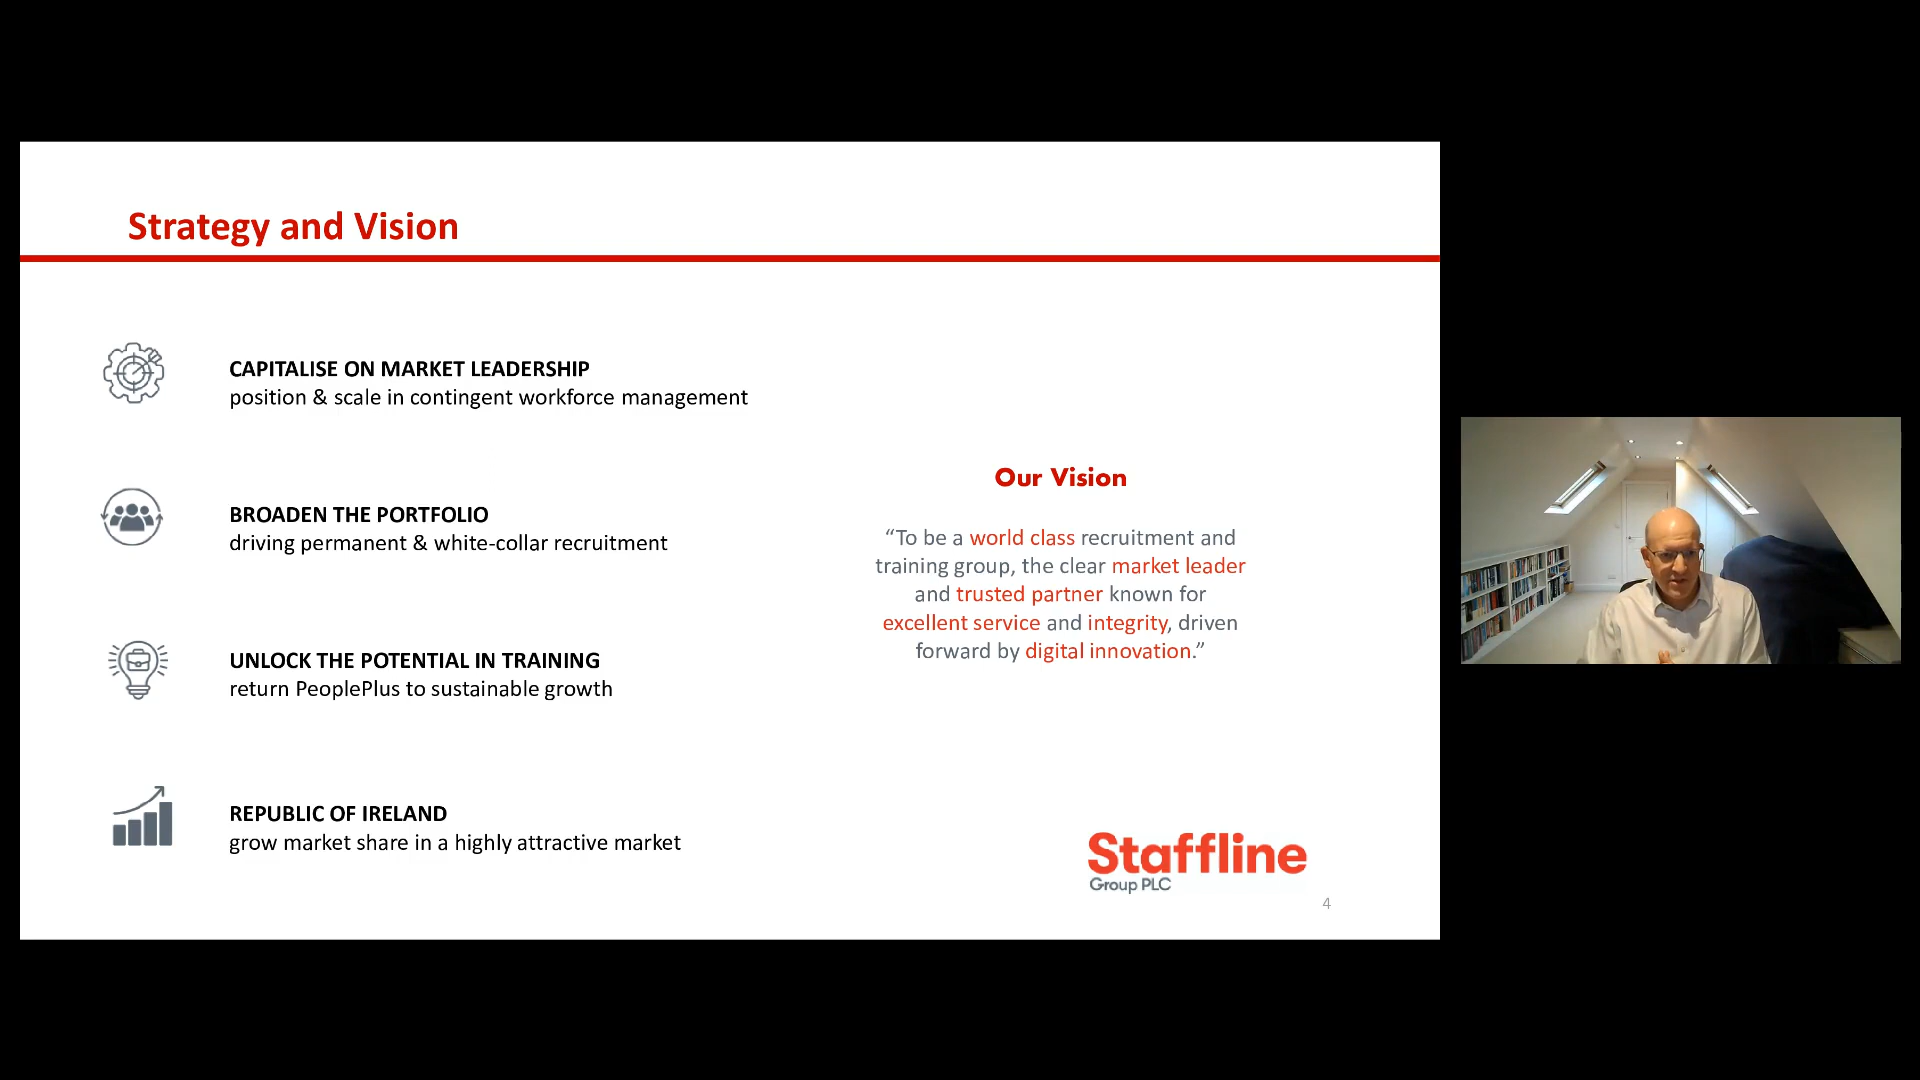 Strategy and Vision
CAPITALISE ON MARKET LEADERSHIP
position & scale in contingent workforce management
BROADEN THE PORTFOLIO
driving permanent & white-collar recruitment
UNLOCK THE POTENTIAL IN TRAINING
return PeoplePlus to sustainable growth
REPUBLIC OF IRELAND
grow market share in a highly attractive market
Our Vision
“To be a world class recruitment and
training group, the clear market leader
and trusted partner known for
excellent service and integrity, driven
forward by digital innovation.”
Staffline
Group PLC
4